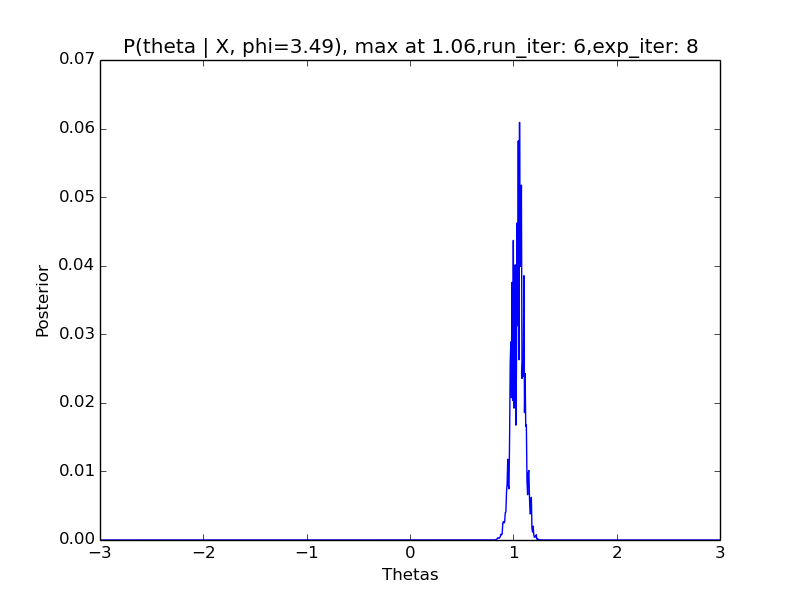 P(theta | X, phi=3.49), max at 1.06,run_iter: 6,exp_iter: 8
0.07
0.06
0.05
0.04
0.03
0.02
0.01
0.00
Posterior
−3 −2 −1 0 1 2 3
Thetas